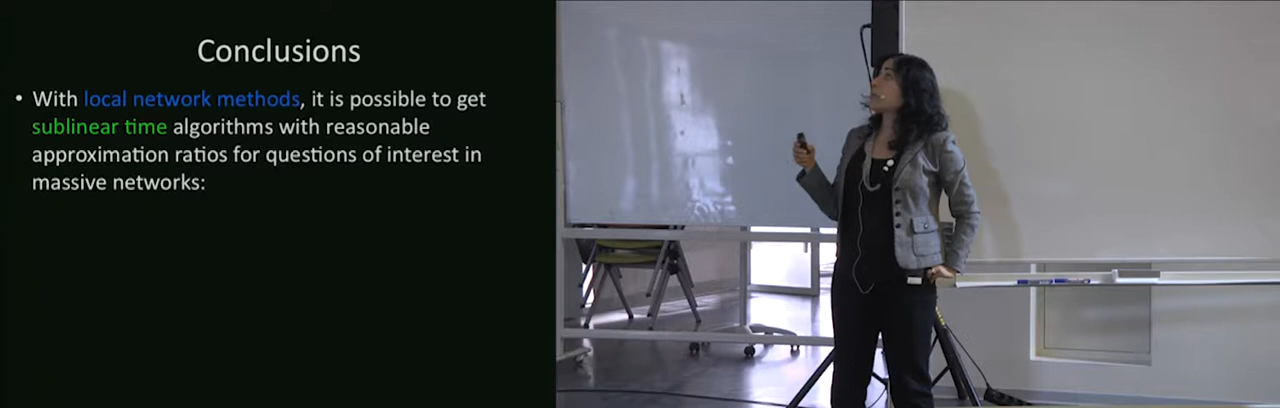 Conclusions
• With local network methods, it is possible to get
sublinear time algorithms with reasonable
approximation ratios for questions of interest in
massive networks: